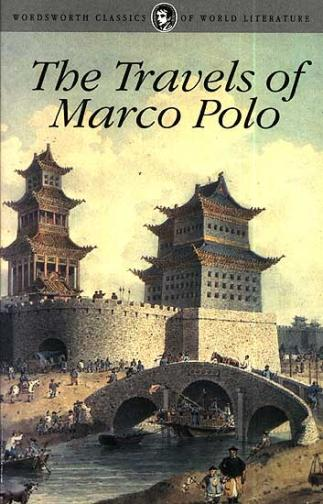 WORDSWORTH CLASSICS OF WORLD LITERATURE
The Travels of
Marco Polo